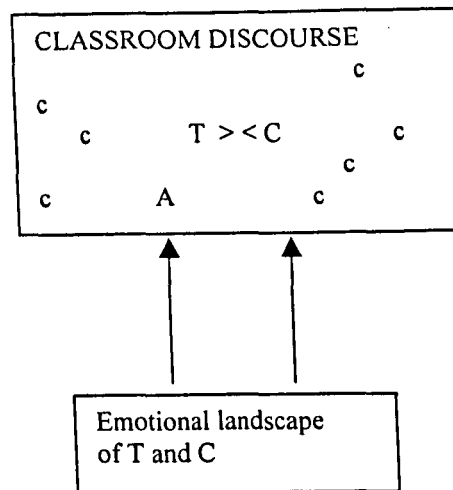 CLASSROOM DISCOURSE
c
c
c T > < C c
c
c A c
Emotional landscape
of T and C